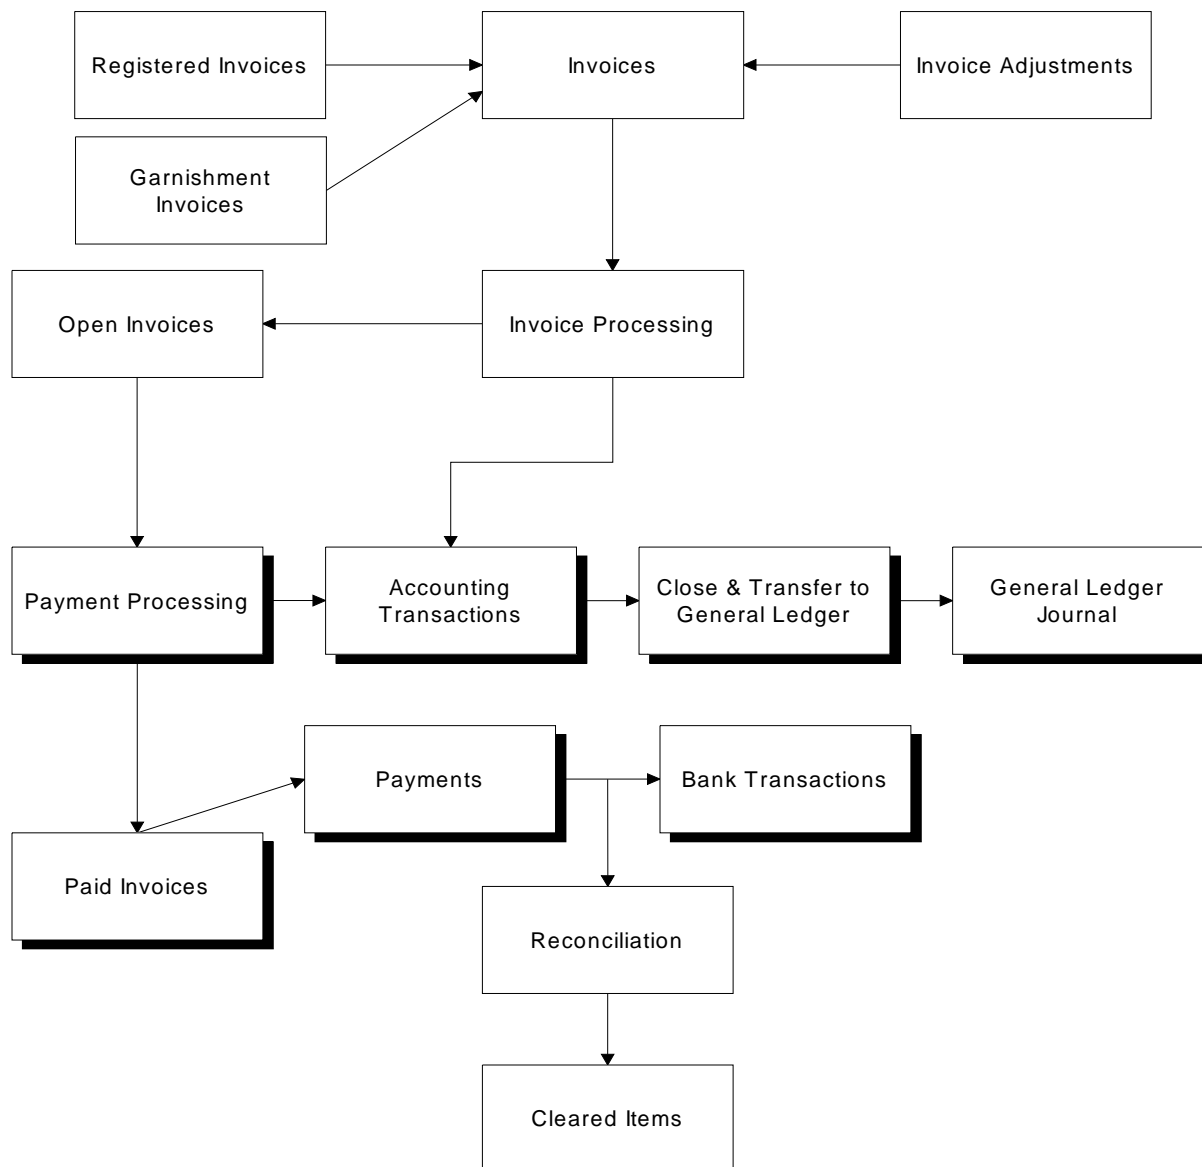 Registered Invoices
Invoices
Invoice Adjustments
Garnishment
Invoices
Open Invoices
Invoice Processing
Payment Processing
Accounting
Transactions
Close & Transfer to
General Ledger
General Ledger
Journal
Payments
Bank Transactions
Paid Invoices
Reconciliation
Cleared Items